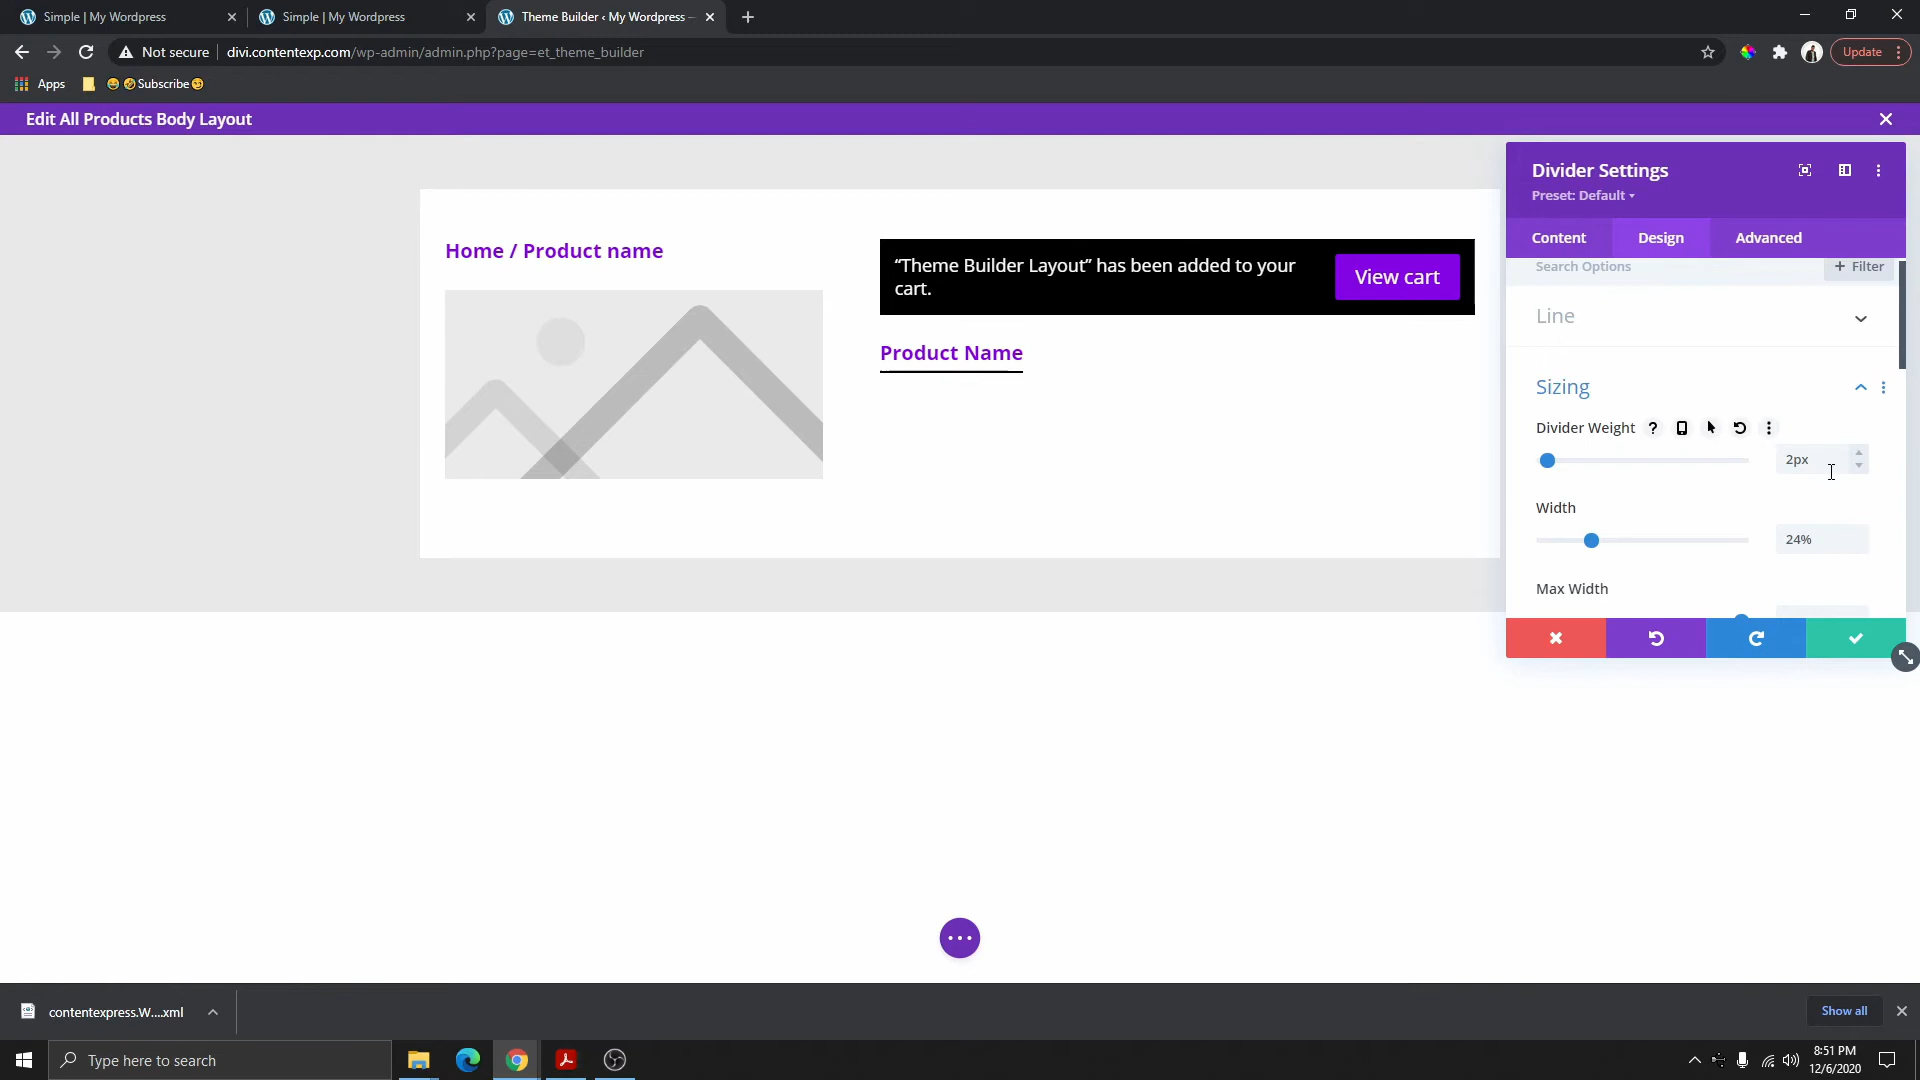 Simple | My Wordpress
Simple | My Wordpress
Theme Builder ‹ My Wordpress –
Not secure
divi.contentexp.com/wp-admin/admin.php?page=et_theme_builder
Update
Apps
Subscribe
Edit All Products Body Layout
Divider Settings
Preset: Default
Content
Design
Advanced
Search Options
+ Filter
Home / Product name
“Theme Builder Layout” has been added to your
cart.
View cart
Product Name
Line
Sizing
Divider Weight ?
2px
Width
24%
Max Width
contentexpress.W....xml
Show all
Type here to search
8:51 PM
12/6/2020